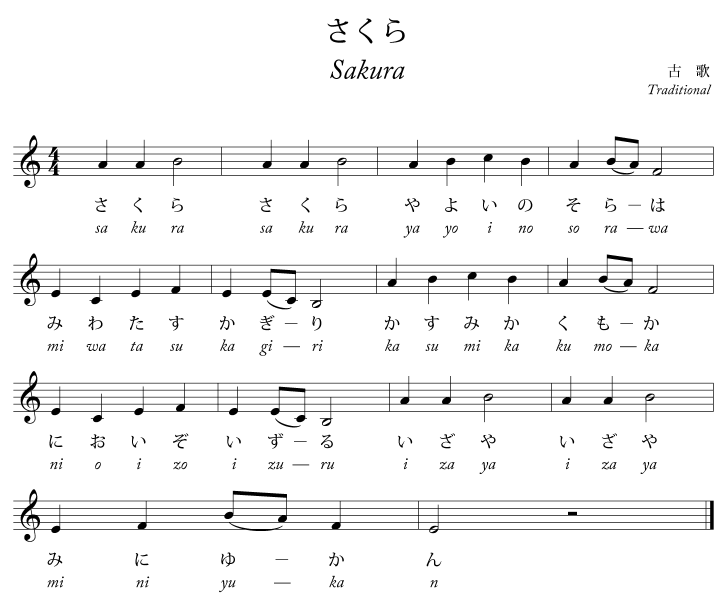 さくら
Sakura
古 歌
Traditional
4
4
さ く ら さ く ら や よ い の そ ら ー は
sa ku ra sa ku ra ya yo i no so ra — wa
み わ た す か ぎ ー り か す み か く も ー か
mi wa ta su ka gi — ri ka su mi ka ku mo — ka
に お い ぞ い ず ー る い ざ や い ざ や
ni o i zo i zu — ru i za ya i za ya
み に ゆ ー か ん
mi ni yu — ka n